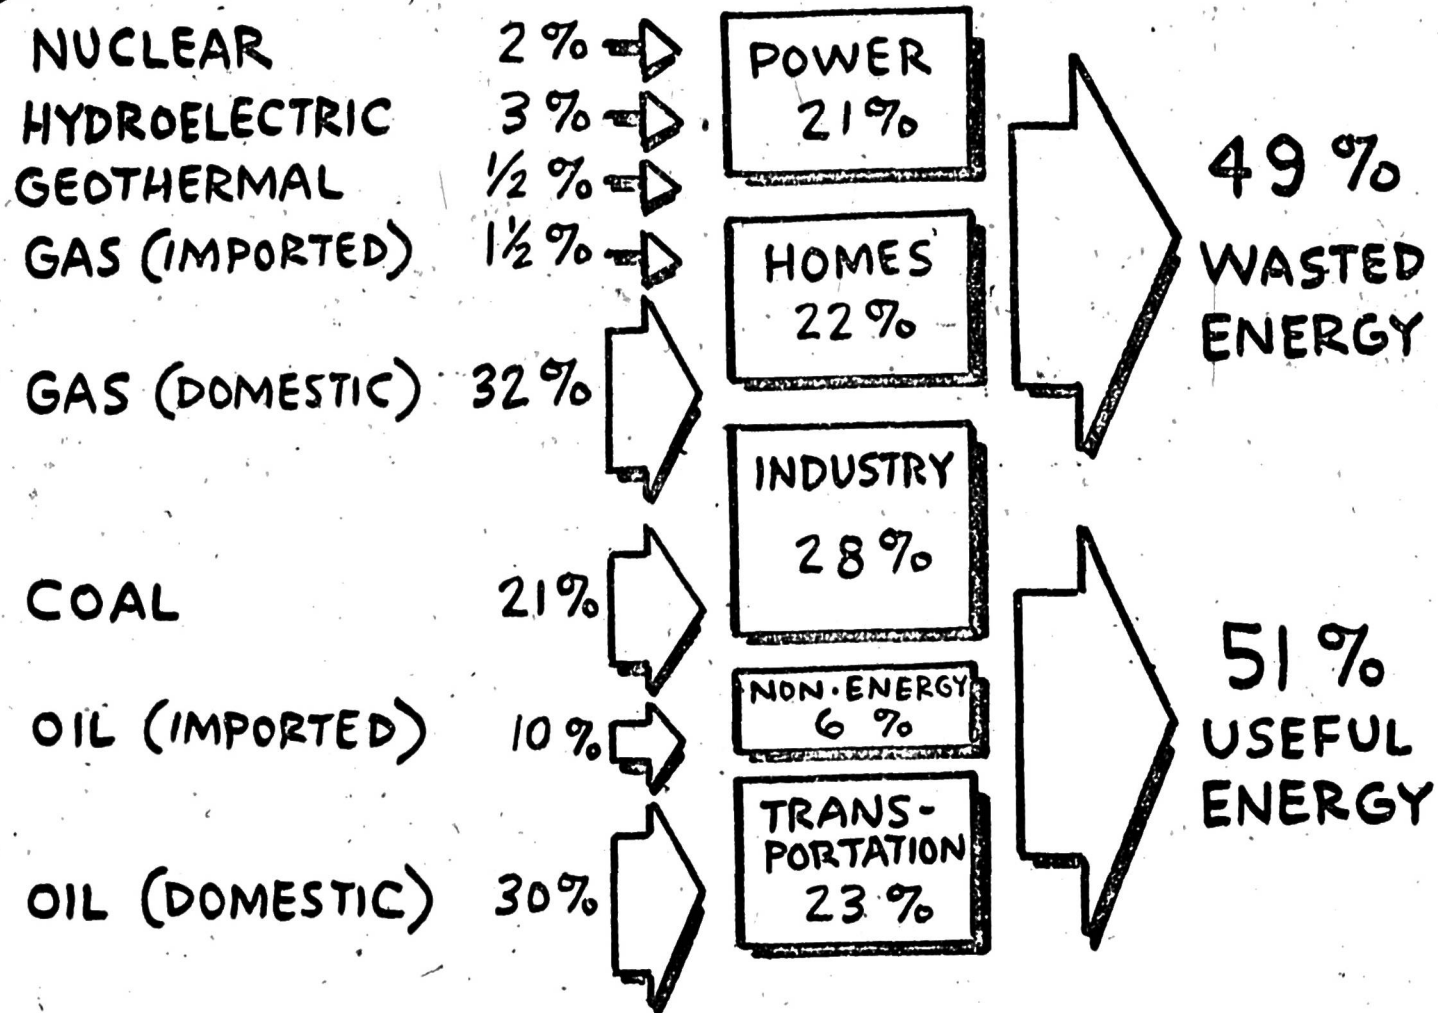 NUCLEAR 2%
HYDROELECTRIC 3%
GEOTHERMAL ½%
GAS (IMPORTED) 1½%
GAS (DOMESTIC) 32%
COAL 21%
OIL (IMPORTED) 10%
OIL (DOMESTIC) 30%
POWER
21%
HOMES
22%
INDUSTRY
28%
NON-ENERGY
6%
TRANS-
PORTATION
23%
49%
WASTED
ENERGY
51%
USEFUL
ENERGY